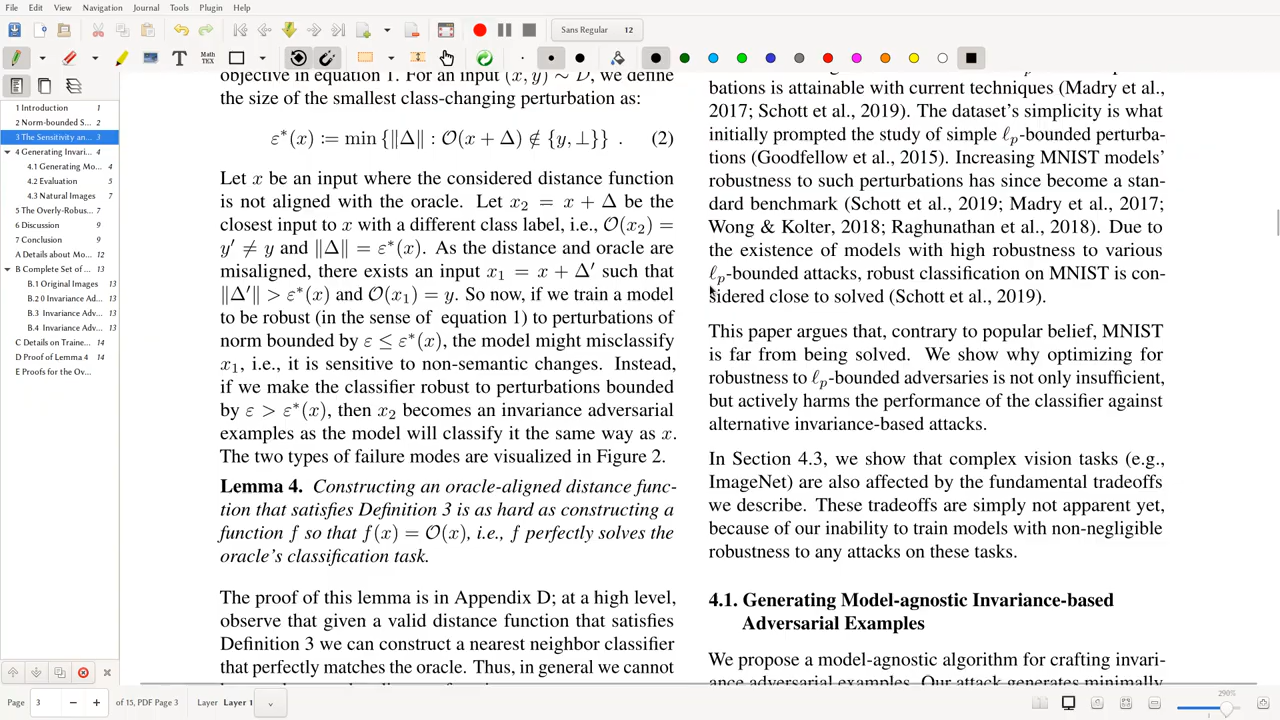 File Edit View Navigation Journal Tools Plugin Help
Sans Regular 12
Math
TEX
1 Introduction 1
2 Norm-bounded S... 2
3 The Sensitivity an... 3
4 Generating Invari... 4
4.1 Generating Mo... 4
4.2 Evaluation 5
4.3 Natural Images 7
5 The Overly-Robus... 7
6 Discussion 9
7 Conclusion 9
A Details about Mo... 12
B Complete Set of ... 13
B.1 Original Images 13
B.2 0 Invariance Ad... 13
B.3 Invariance Adv... 13
B.4 Invariance Adv... 13
C Details on Traine... 14
D Proof of Lemma 4 14
E Proofs for the Ov...
objective in equation 1. For an input (x, y) ∼ D, we define
the size of the smallest class-changing perturbation as:
ε*(x) := min {‖Δ‖ : O(x + Δ) ∉ {y, ⊥}} . (2)
Let x be an input where the considered distance function
is not aligned with the oracle. Let x₂ = x + Δ be the
closest input to x with a different class label, i.e., O(x₂) =
y′ ≠ y and ‖Δ‖ = ε*(x). As the distance and oracle are
misaligned, there exists an input x₁ = x + Δ′ such that
‖Δ′‖ > ε*(x) and O(x₁) = y. So now, if we train a model
to be robust (in the sense of equation 1) to perturbations of
norm bounded by ε ≤ ε*(x), the model might misclassify
x₁, i.e., it is sensitive to non-semantic changes. Instead,
if we make the classifier robust to perturbations bounded
by ε > ε*(x), then x₂ becomes an invariance adversarial
examples as the model will classify it the same way as x.
The two types of failure modes are visualized in Figure 2.
Lemma 4. Constructing an oracle-aligned distance func-
tion that satisfies Definition 3 is as hard as constructing a
function f so that f(x) = O(x), i.e., f perfectly solves the
oracle's classification task.
The proof of this lemma is in Appendix D; at a high level,
observe that given a valid distance function that satisfies
Definition 3 we can construct a nearest neighbor classifier
that perfectly matches the oracle. Thus, in general we cannot
bations is attainable with current techniques (Madry et al.,
2017; Schott et al., 2019). The dataset's simplicity is what
initially prompted the study of simple ℓp-bounded perturba-
tions (Goodfellow et al., 2015). Increasing MNIST models'
robustness to such perturbations has since become a stan-
dard benchmark (Schott et al., 2019; Madry et al., 2017;
Wong & Kolter, 2018; Raghunathan et al., 2018). Due to
the existence of models with high robustness to various
ℓp-bounded attacks, robust classification on MNIST is con-
sidered close to solved (Schott et al., 2019).
This paper argues that, contrary to popular belief, MNIST
is far from being solved. We show why optimizing for
robustness to ℓp-bounded adversaries is not only insufficient,
but actively harms the performance of the classifier against
alternative invariance-based attacks.
In Section 4.3, we show that complex vision tasks (e.g.,
ImageNet) are also affected by the fundamental tradeoffs
we describe. These tradeoffs are simply not apparent yet,
because of our inability to train models with non-negligible
robustness to any attacks on these tasks.
4.1. Generating Model-agnostic Invariance-based
Adversarial Examples
We propose a model-agnostic algorithm for crafting invari-
ance adversarial examples. Our attack generates minimally
Page 3 of 15, PDF Page 3 Layer Layer 1
290%